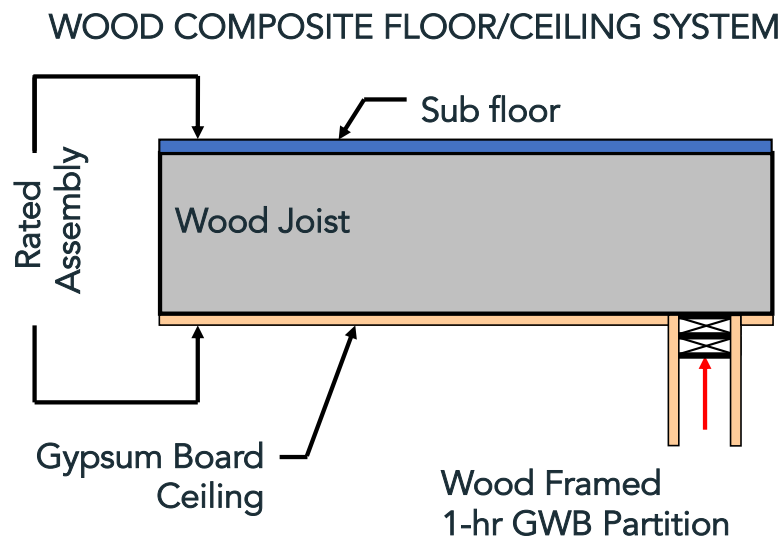 WOOD COMPOSITE FLOOR/CEILING SYSTEM
Sub floor
Rated
Assembly
Wood Joist
Gypsum Board
Ceiling
Wood Framed
1-hr GWB Partition